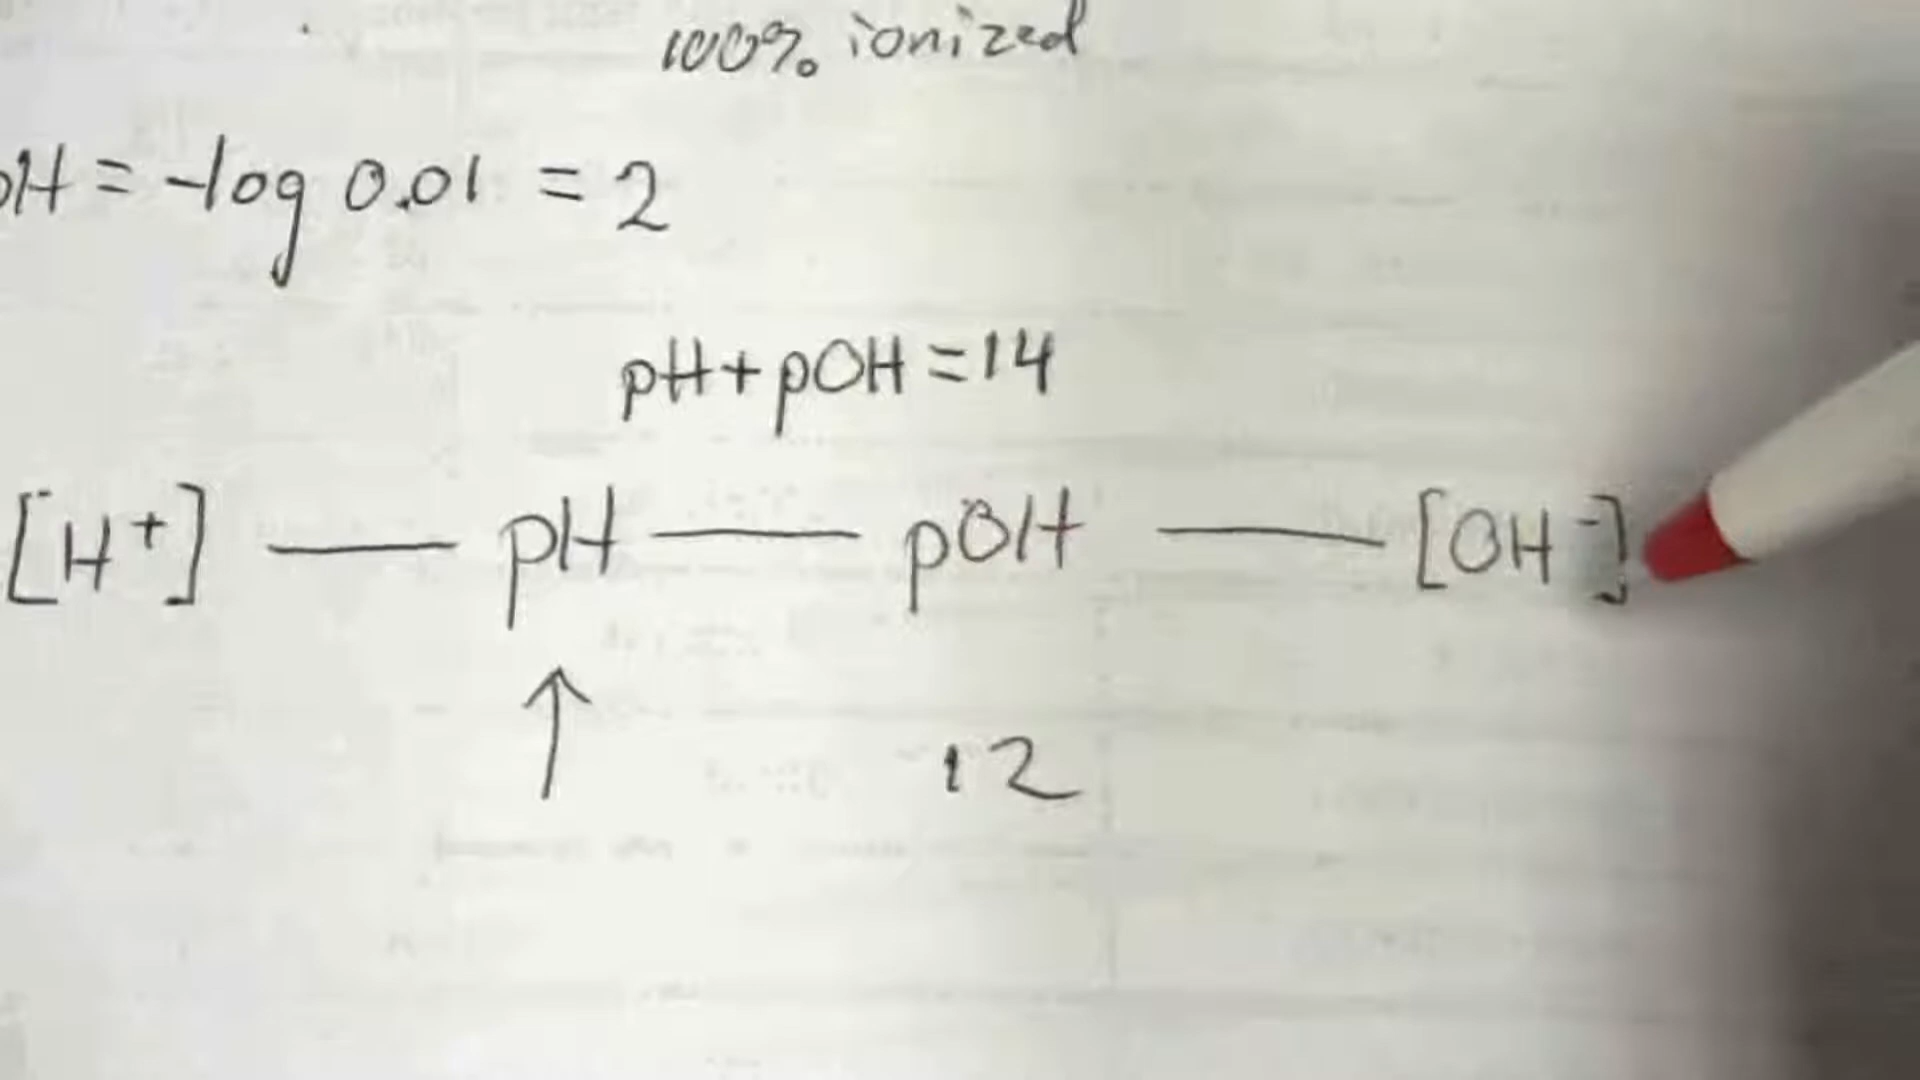 100% ionized
pH = -log 0.01 = 2
pH + pOH = 14
[H⁺] — pH — pOH — [OH⁻]
↑ 12